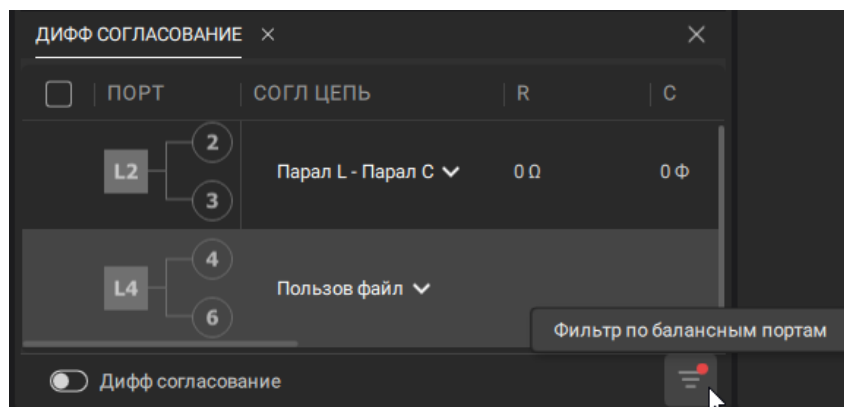 ДИФФ СОГЛАСОВАНИЕ
ПОРТ СОГЛ ЦЕПЬ R C
2
L2 Парал L - Парал C 0 Ω 0 Ф
3
4
L4 Пользов файл
6
Фильтр по балансным портам
Дифф согласование